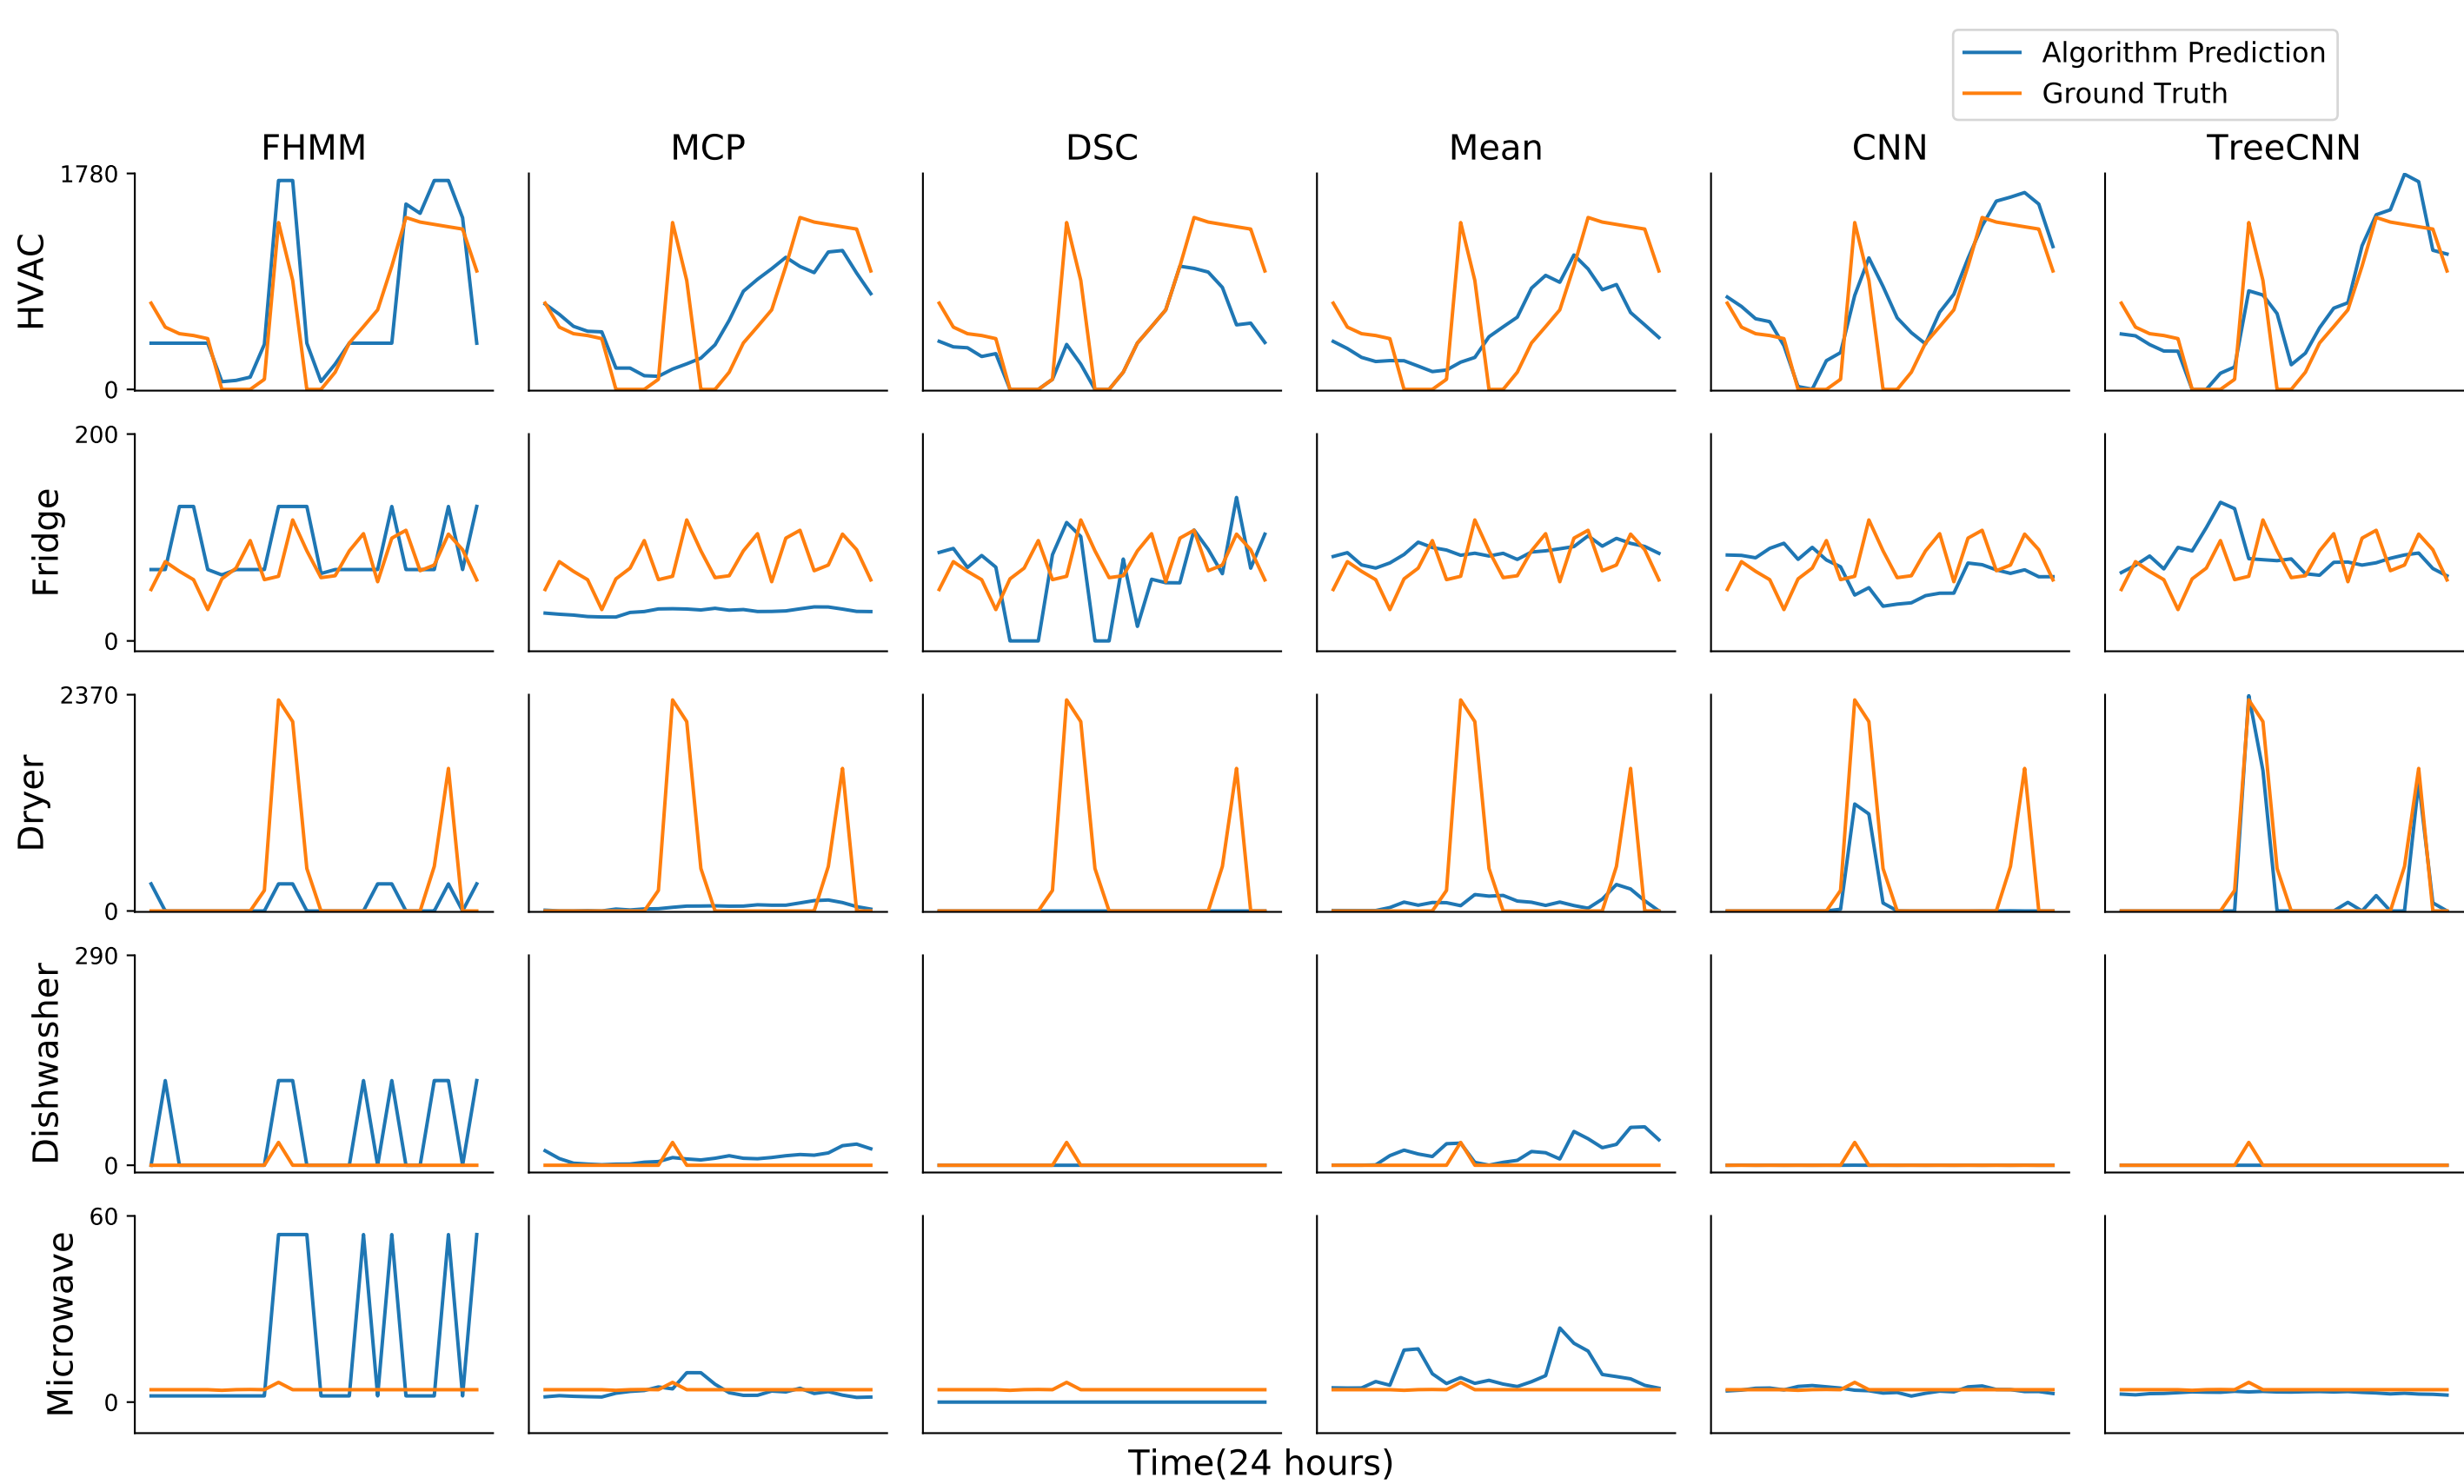 Algorithm Prediction
Ground Truth
FHMM MCP DSC Mean CNN TreeCNN
HVAC
1780
0
Fridge
200
0
Dryer
2370
0
Dishwasher
290
0
Microwave
60
0
Time(24 hours)